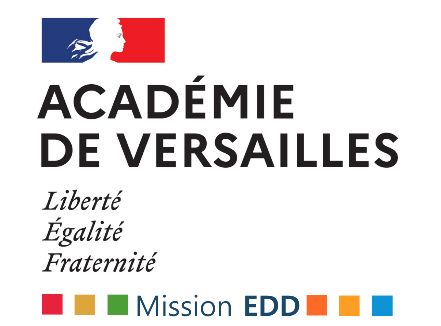 ACADÉMIE
DE VERSAILLES
Liberté
Égalité
Fraternité
Mission EDD